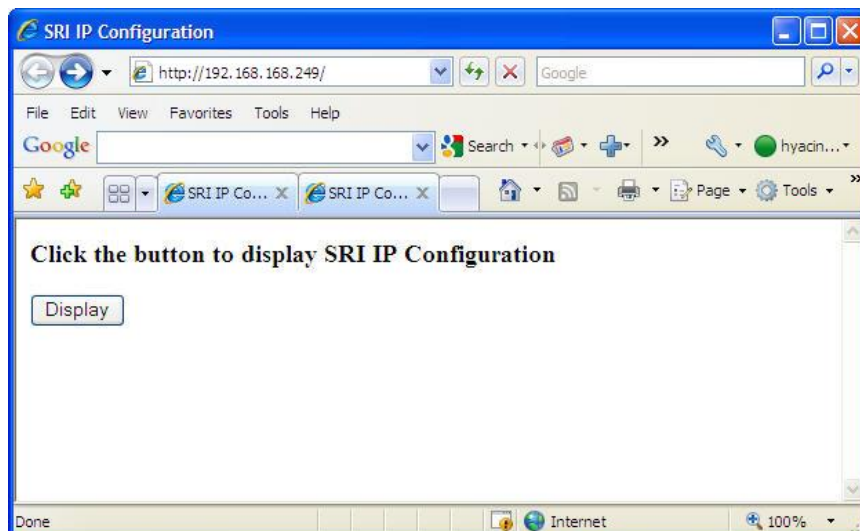 SRI IP Configuration
http://192.168.168.249/
Google
File Edit View Favorites Tools Help
Google Search hyacin...
SRI IP Co... SRI IP Co... Page Tools
Click the button to display SRI IP Configuration
Display
Done Internet 100%